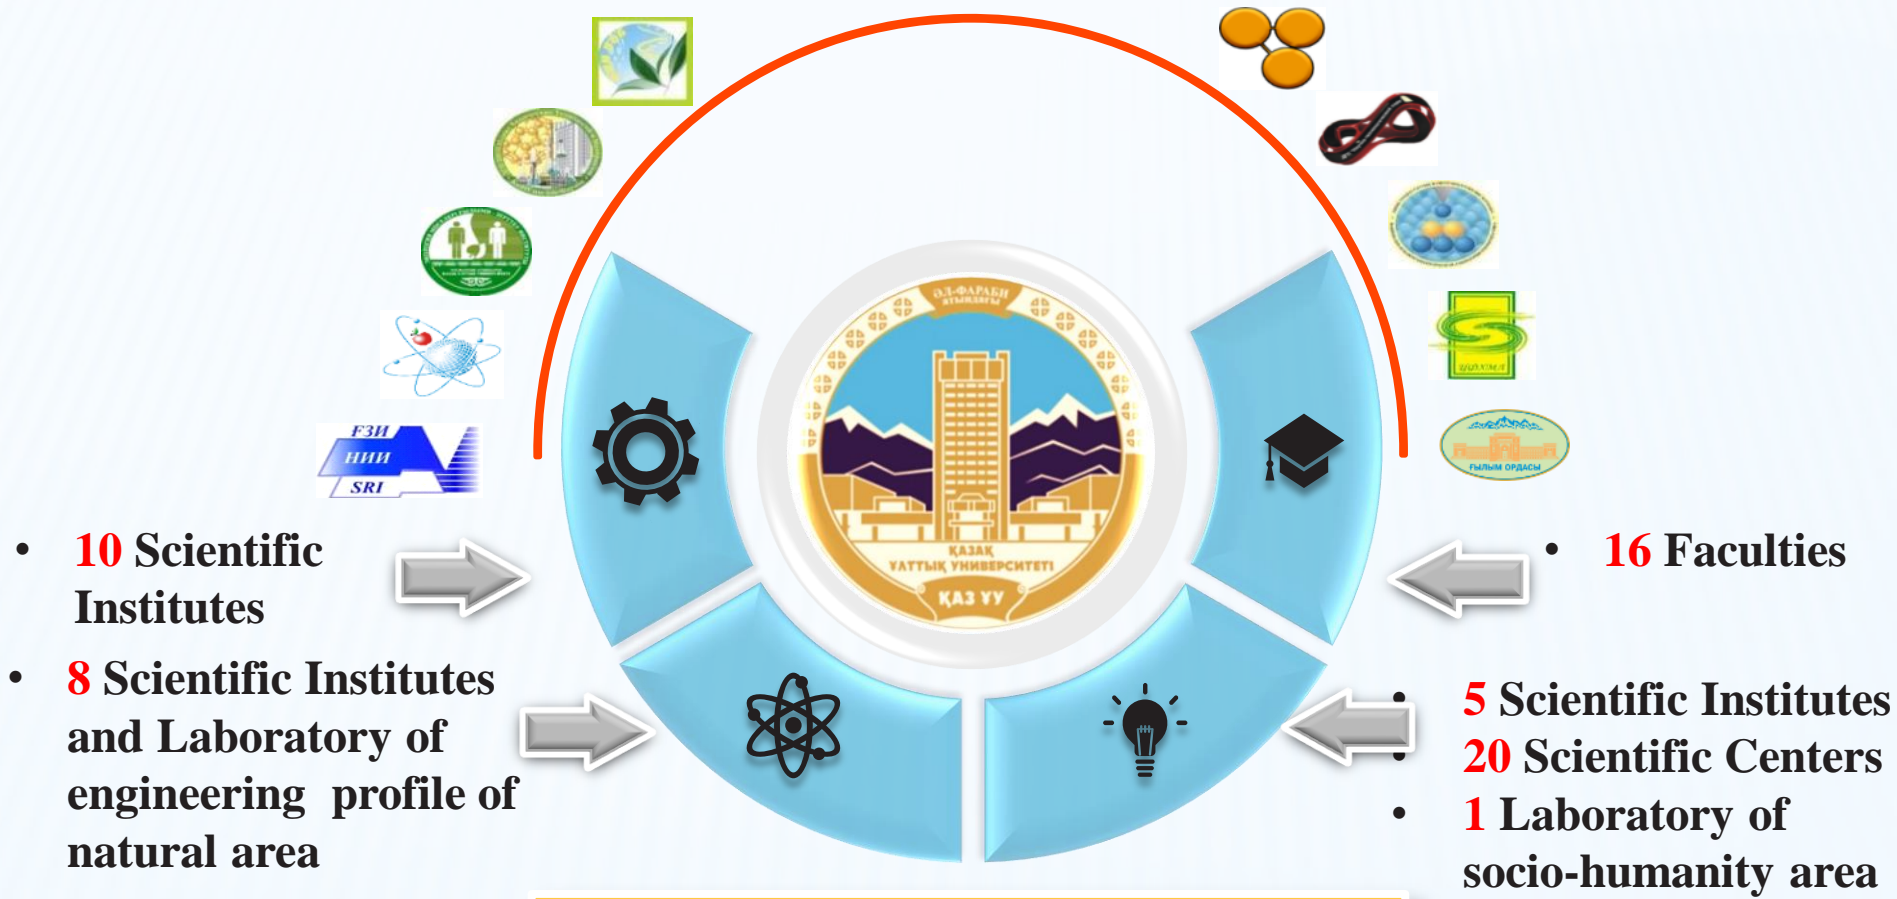 ӘЛ-ФАРАБИ
АТЫНДАҒЫ
ҚАЗАҚ
ҰЛТТЫҚ УНИВЕРСИТЕТІ
ҚАЗ ҰУ
ҒЗИ
НИИ
SRI
ЦФХМА
ҒЫЛЫМ ОРДАСЫ
• 10 Scientific
Institutes
• 8 Scientific Institutes
and Laboratory of
engineering profile of
natural area
• 16 Faculties
• 5 Scientific Institutes
• 20 Scientific Centers
• 1 Laboratory of
socio-humanity area